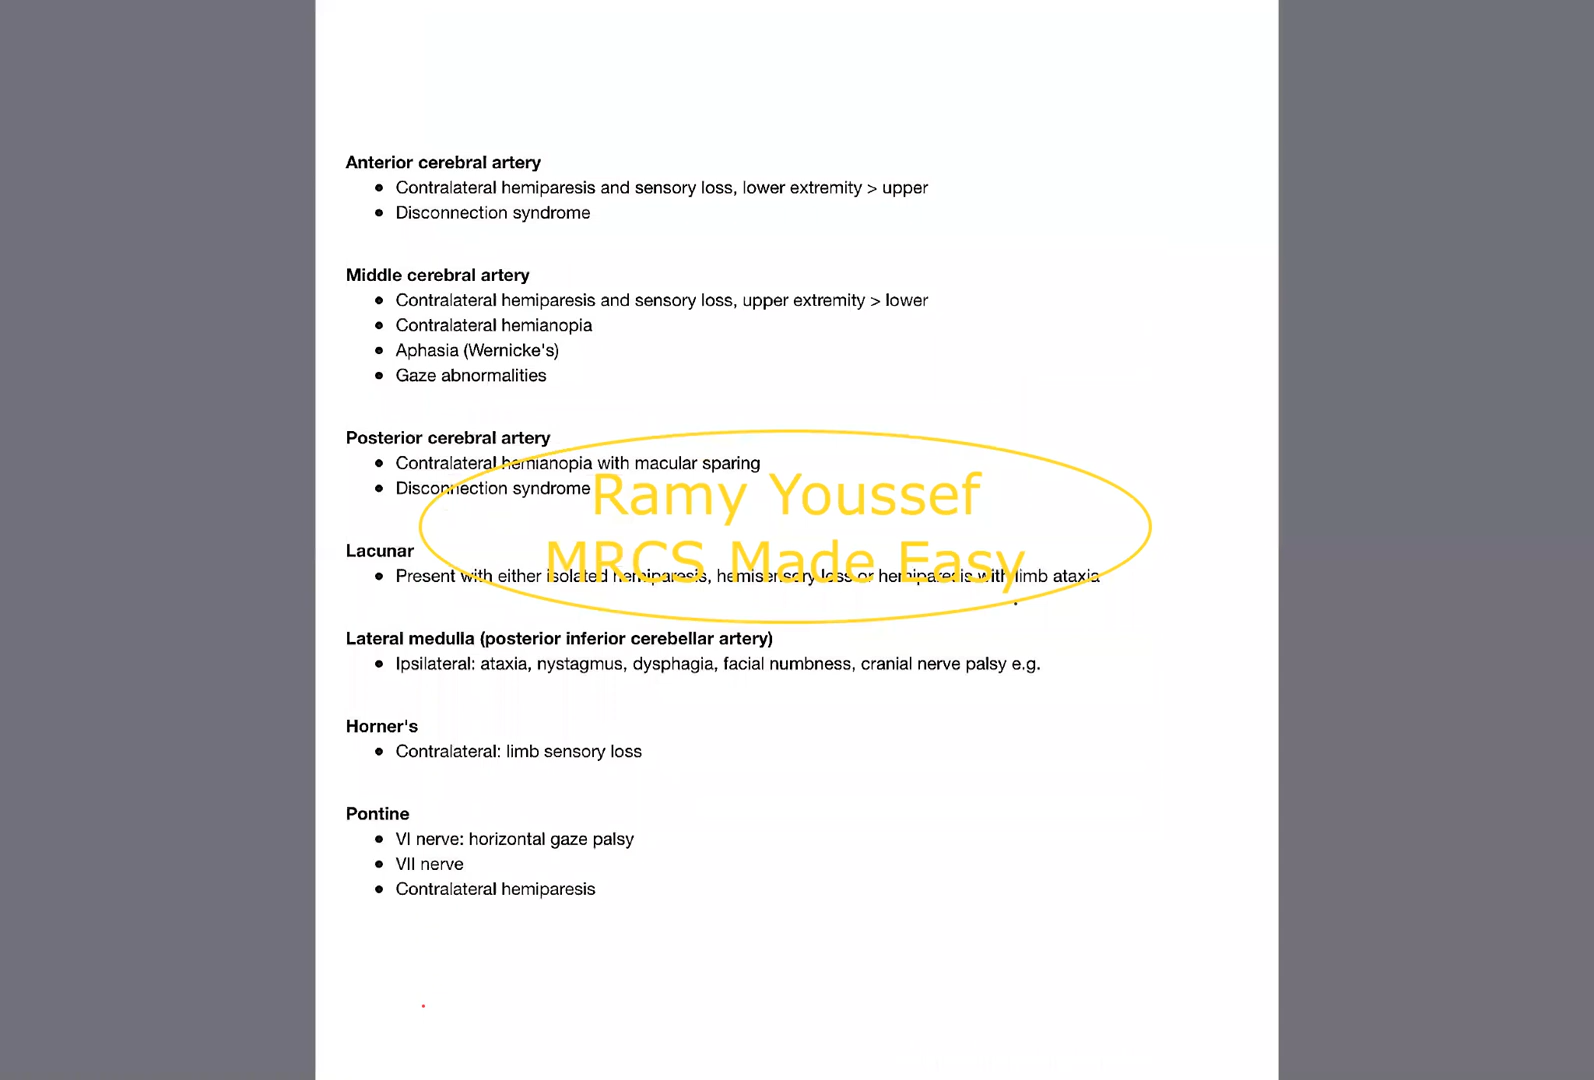 Anterior cerebral artery
• Contralateral hemiparesis and sensory loss, lower extremity > upper
• Disconnection syndrome
Middle cerebral artery
• Contralateral hemiparesis and sensory loss, upper extremity > lower
• Contralateral hemianopia
• Aphasia (Wernicke's)
• Gaze abnormalities
Posterior cerebral artery
• Contralateral hemianopia with macular sparing
• Disconnection syndrome
Ramy Youssef
MRCS Made Easy
Lacunar
• Present with either isolated hemiparesis, hemisensory loss or hemiparesis with limb ataxia
Lateral medulla (posterior inferior cerebellar artery)
• Ipsilateral: ataxia, nystagmus, dysphagia, facial numbness, cranial nerve palsy e.g.
Horner's
• Contralateral: limb sensory loss
Pontine
• VI nerve: horizontal gaze palsy
• VII nerve
• Contralateral hemiparesis